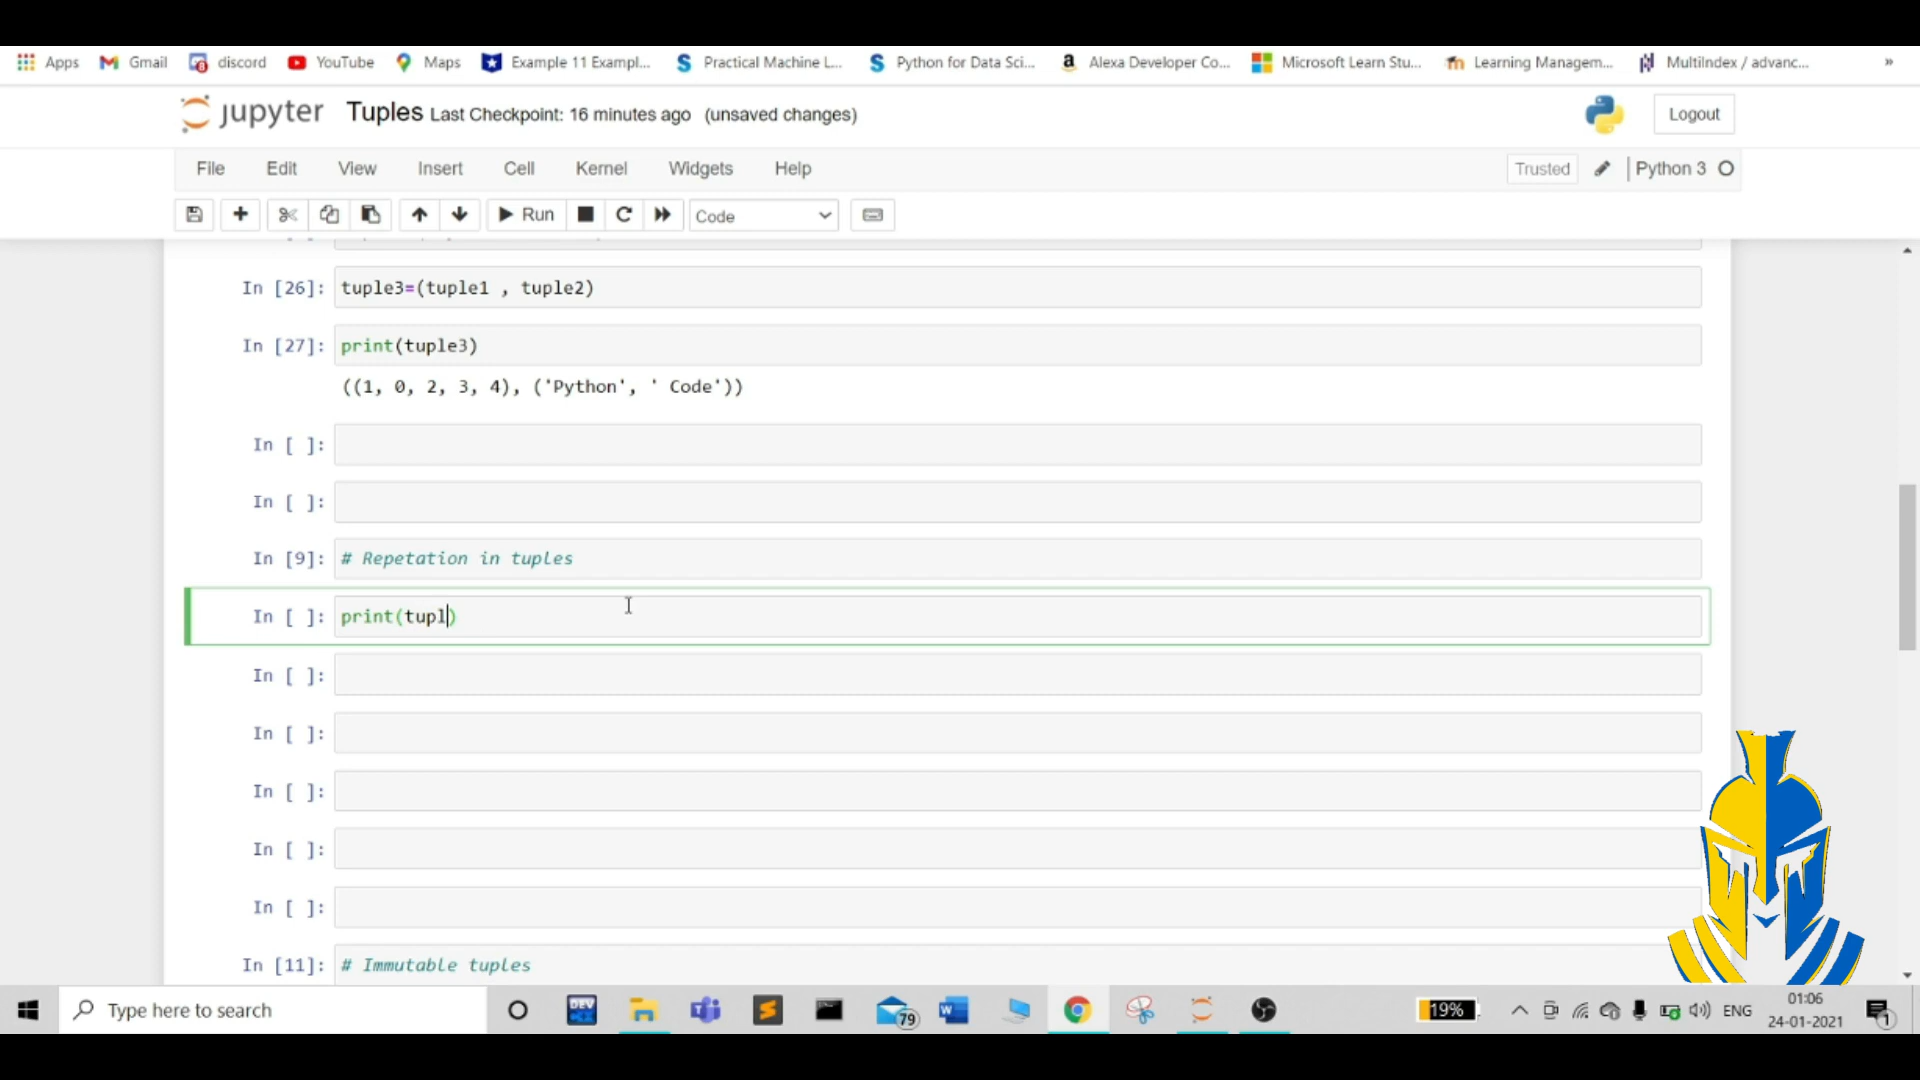 Apps Gmail discord YouTube Maps Example 11 Exampl... Practical Machine L... Python for Data Sci... Alexa Developer Co... Microsoft Learn Stu... Learning Managem... MultiIndex / advanc... »
jupyter Tuples Last Checkpoint: 16 minutes ago (unsaved changes) Logout
File Edit View Insert Cell Kernel Widgets Help Trusted Python 3
Run Code
In [26]: tuple3=(tuple1 , tuple2)
In [27]: print(tuple3)
((1, 0, 2, 3, 4), ('Python', ' Code'))
In [ ]:
In [ ]:
In [9]: # Repetation in tuples
In [ ]: print(tupl)
In [ ]:
In [ ]:
In [ ]:
In [ ]:
In [ ]:
In [11]: # Immutable tuples
Type here to search DEV 79 19% ENG 01:06
24-01-2021 1